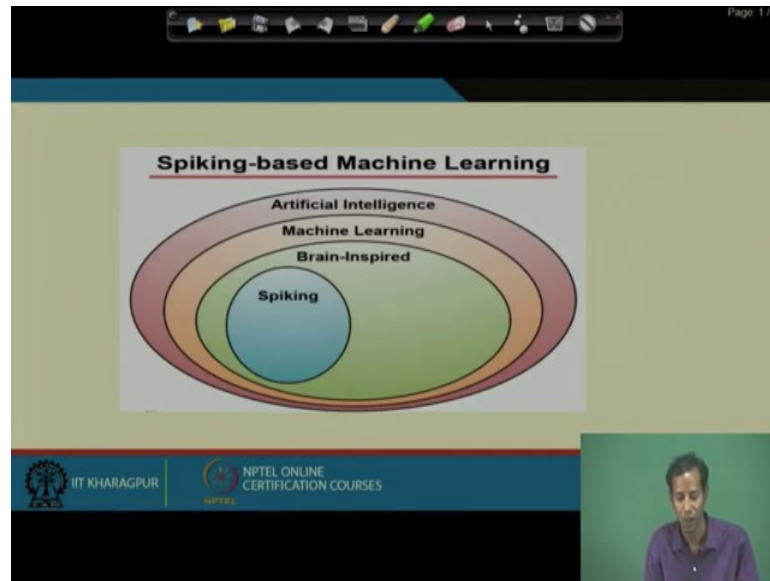 Page: 1 /
Spiking-based Machine Learning
Artificial Intelligence
Machine Learning
Brain-Inspired
Spiking
IIT KHARAGPUR
NPTEL
NPTEL ONLINE
CERTIFICATION COURSES